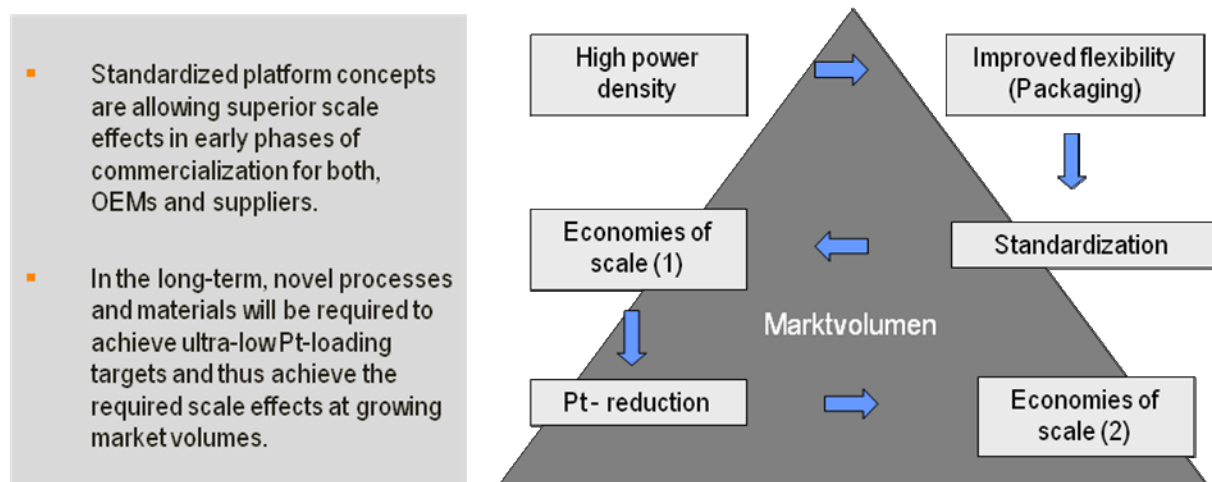 Standardized platform concepts
are allowing superior scale
effects in early phases of
commercialization for both,
OEMs and suppliers.
In the long-term, novel processes
and materials will be required to
achieve ultra-low Pt-loading
targets and thus achieve the
required scale effects at growing
market volumes.
High power
density
Improved flexibility
(Packaging)
Economies of
scale (1)
Standardization
Marktvolumen
Pt- reduction
Economies of
scale (2)